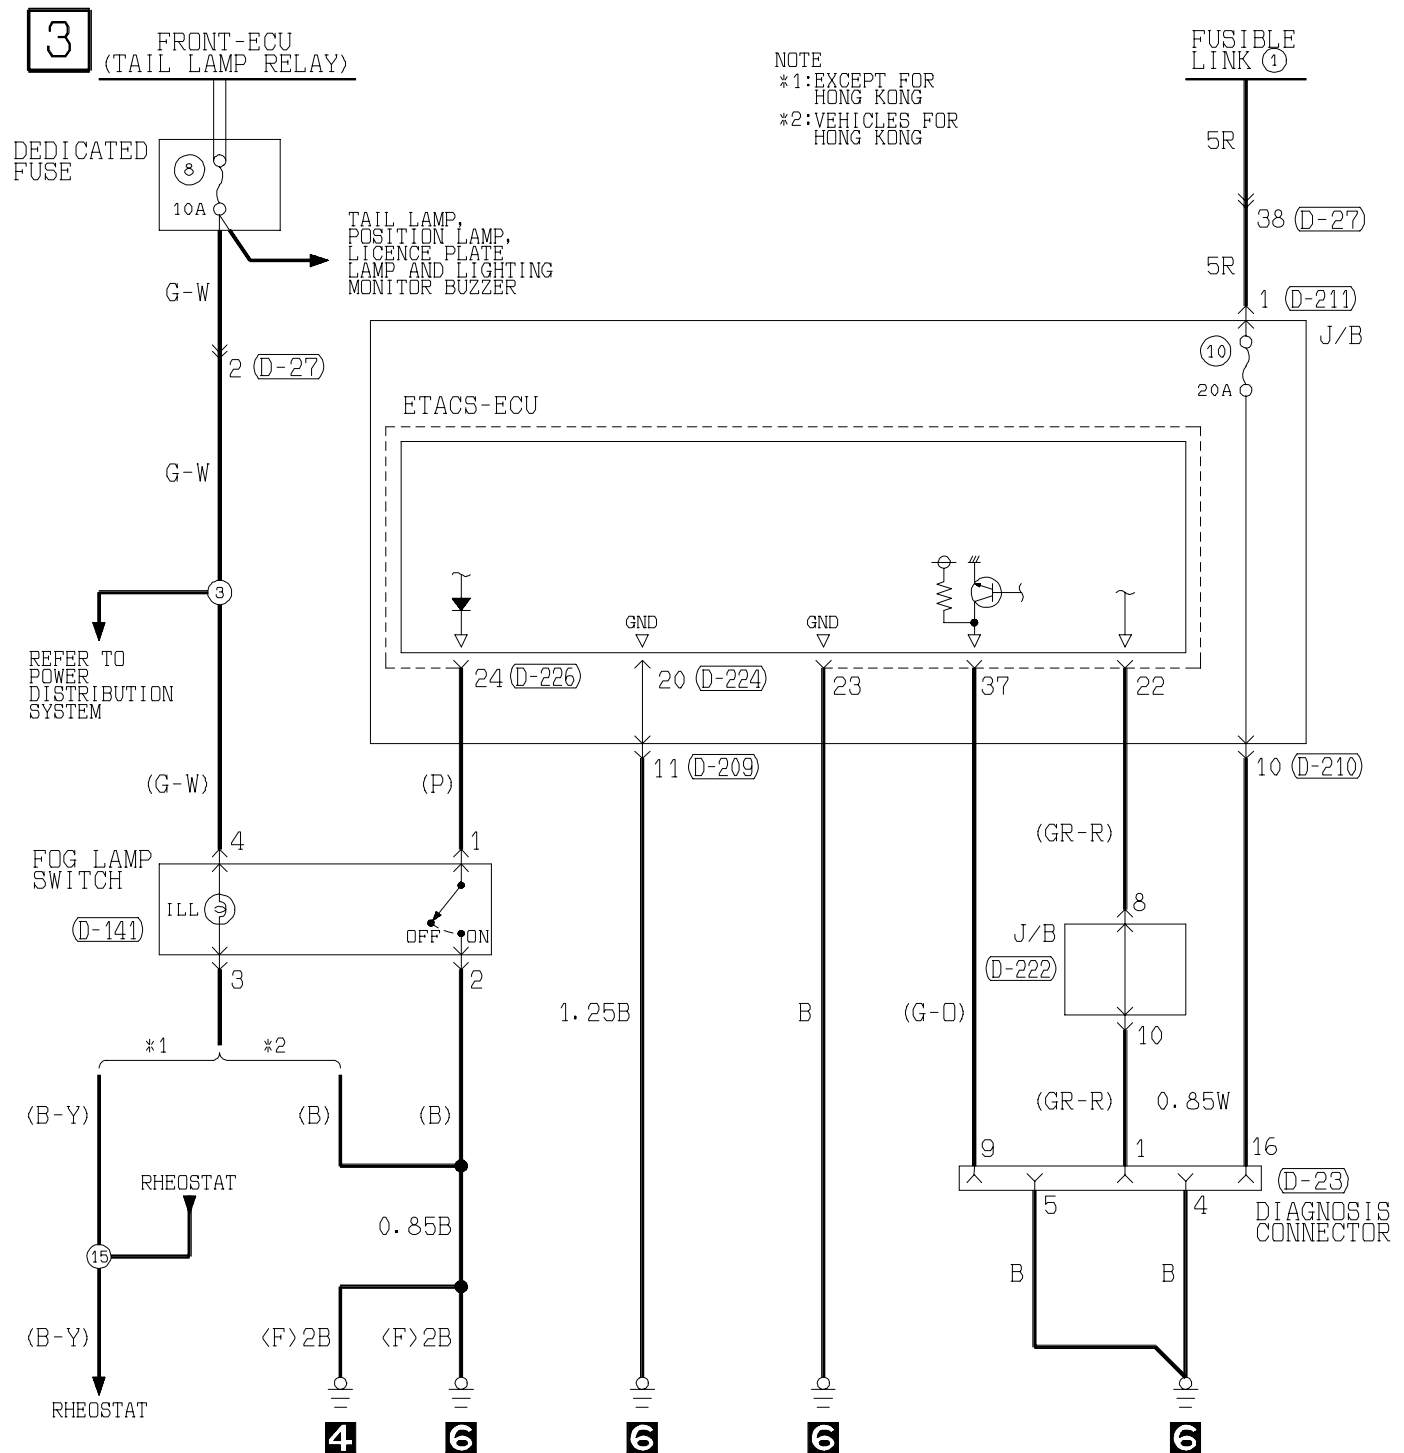 3
FRONT-ECU
(TAIL LAMP RELAY)
NOTE
*1:EXCEPT FOR
HONG KONG
*2:VEHICLES FOR
HONG KONG
FUSIBLE
LINK 1
DEDICATED
FUSE
8
10A
TAIL LAMP,
POSITION LAMP,
LICENCE PLATE
LAMP AND LIGHTING
MONITOR BUZZER
5R
38 (D-27)
5R
1 (D-211)
J/B
G-W
2 (D-27)
10
20A
ETACS-ECU
G-W
3
REFER TO
POWER
DISTRIBUTION
SYSTEM
GND
GND
24 (D-226)
20 (D-224)
23
37
22
11 (D-209)
10 (D-210)
(G-W)
(P)
(GR-R)
4
1
FOG LAMP
SWITCH
ILL
OFF
ON
(D-141)
8
J/B
(D-222)
3
2
1.25B
B
(G-O)
10
*1
*2
(B-Y)
(B)
(B)
(GR-R)
0.85W
9
1
16
(D-23)
DIAGNOSIS
CONNECTOR
RHEOSTAT
5
4
0.85B
15
B
B
(B-Y)
<F>2B
<F>2B
RHEOSTAT
4
6
6
6
6